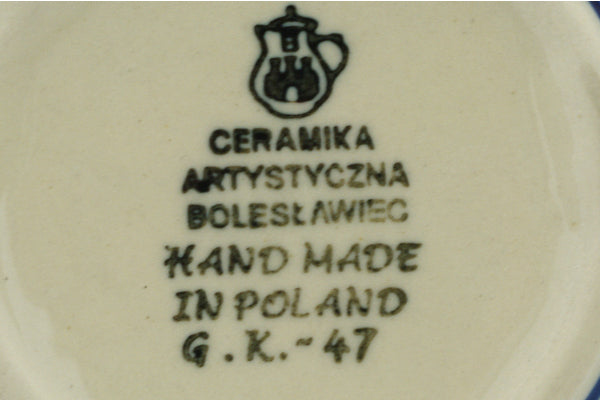 B
CERAMIKA
ARTYSTYCZNA
BOLESŁAWIEC
HAND MADE
IN POLAND
G.K.~47